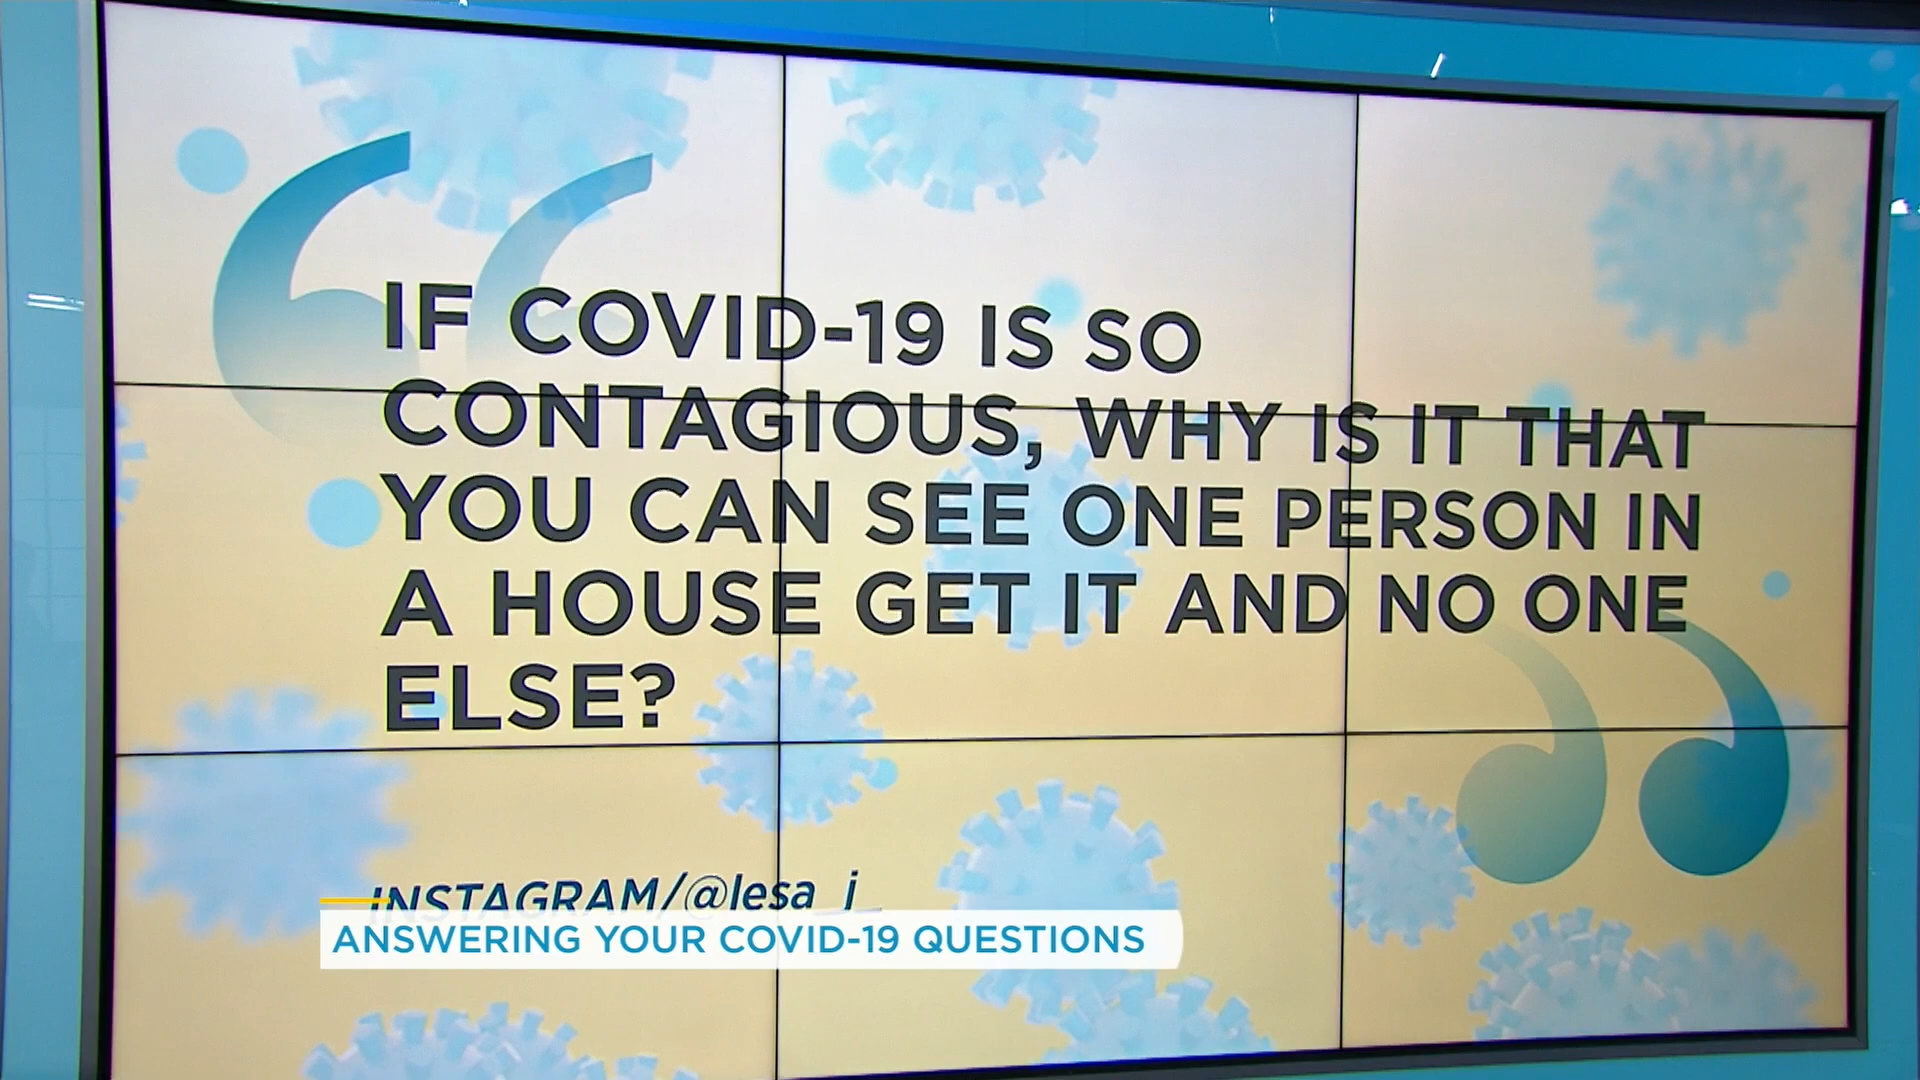 IF COVID-19 IS SO
CONTAGIOUS, WHY IS IT THAT
YOU CAN SEE ONE PERSON IN
A HOUSE GET IT AND NO ONE
ELSE?
INSTAGRAM/@lesa_j_
ANSWERING YOUR COVID-19 QUESTIONS